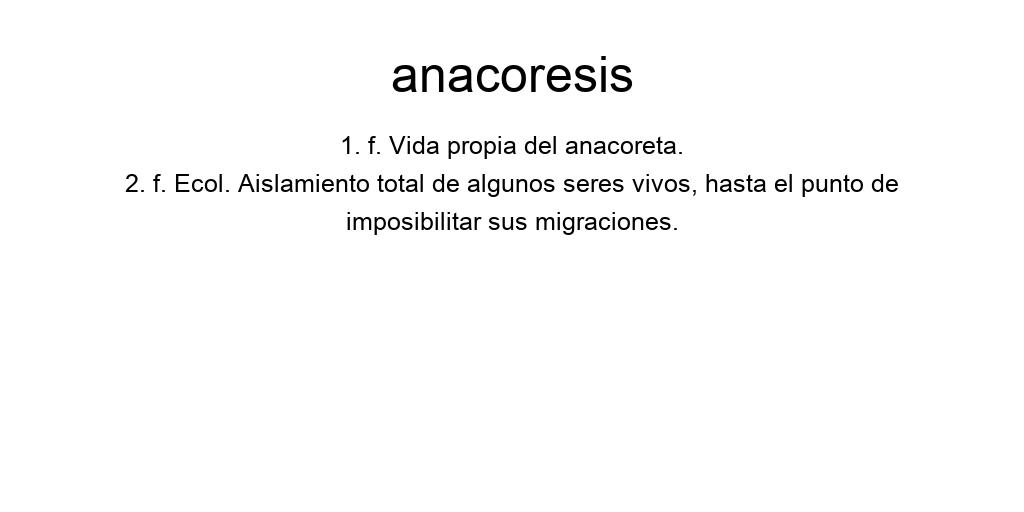 anacoresis
1. f. Vida propia del anacoreta.
2. f. Ecol. Aislamiento total de algunos seres vivos, hasta el punto de
imposibilitar sus migraciones.